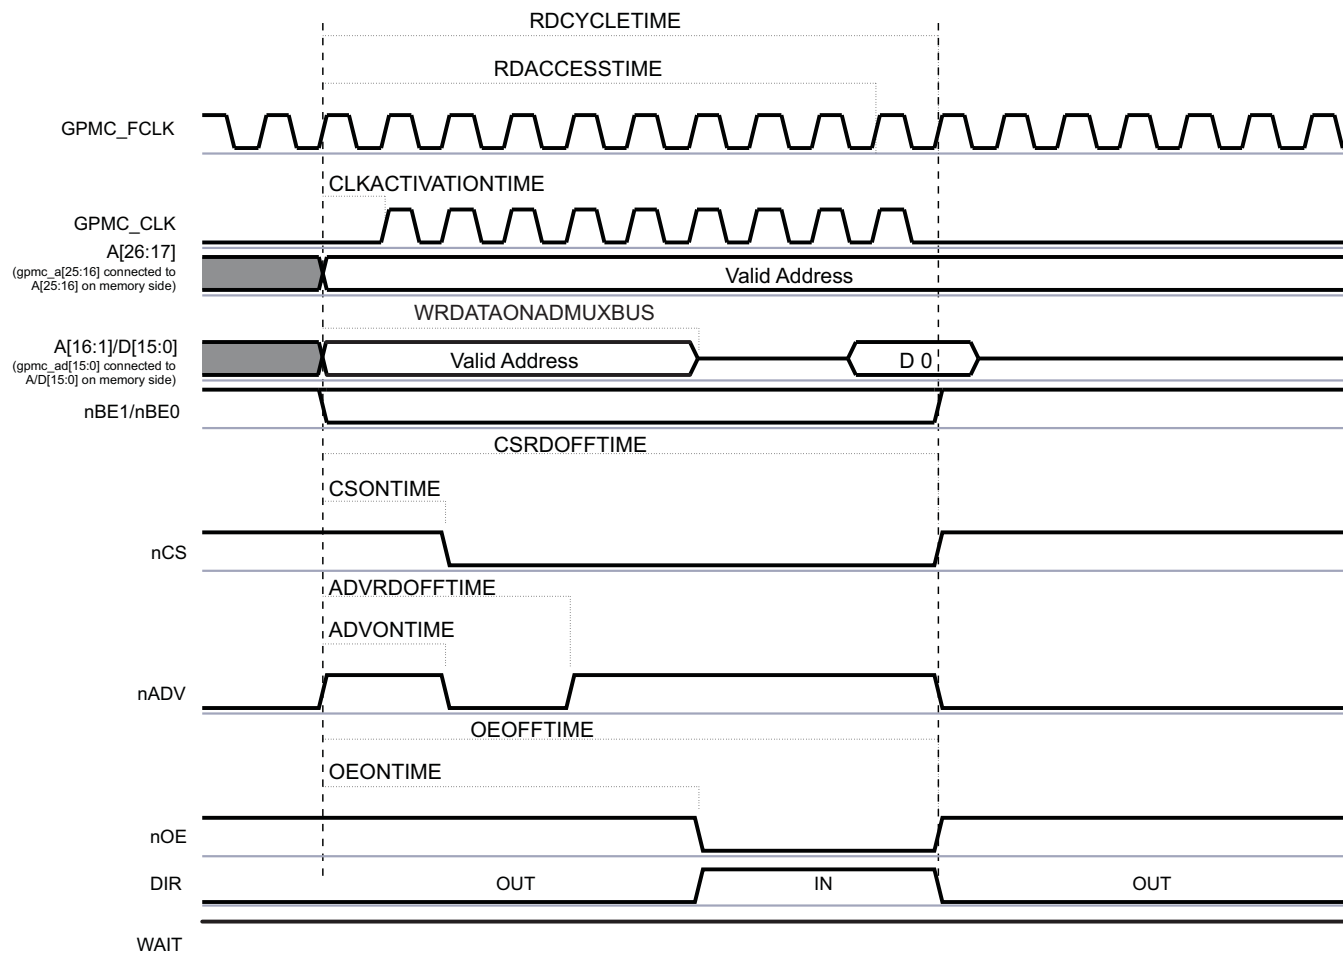 RDCYCLETIME
RDACCESSTIME
GPMC_FCLK
CLKACTIVATIONTIME
GPMC_CLK
A[26:17]
(gpmc_a[25:16] connected to
A[25:16] on memory side)
Valid Address
WRDATAONADMUXBUS
A[16:1]/D[15:0]
(gpmc_ad[15:0] connected to
A/D[15:0] on memory side)
Valid Address
D 0
nBE1/nBE0
CSRDOFFTIME
CSONTIME
nCS
ADVRDOFFTIME
ADVONTIME
nADV
OEOFFTIME
OEONTIME
nOE
DIR
OUT
IN
OUT
WAIT